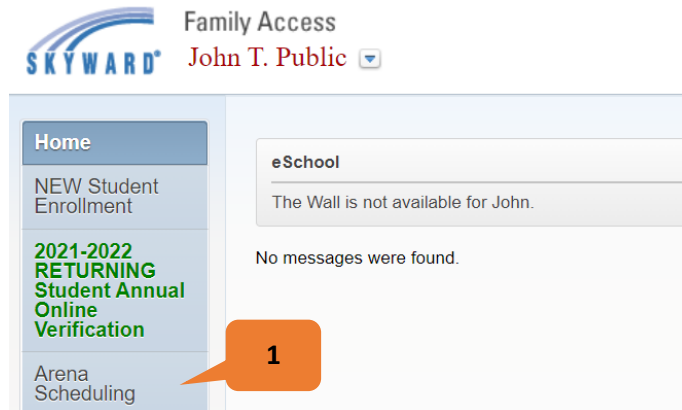 Family Access
SKYWARD®
John T. Public
Home
eSchool
NEW Student
Enrollment
The Wall is not available for John.
2021-2022
RETURNING
Student Annual
Online
Verification
No messages were found.
1
Arena
Scheduling